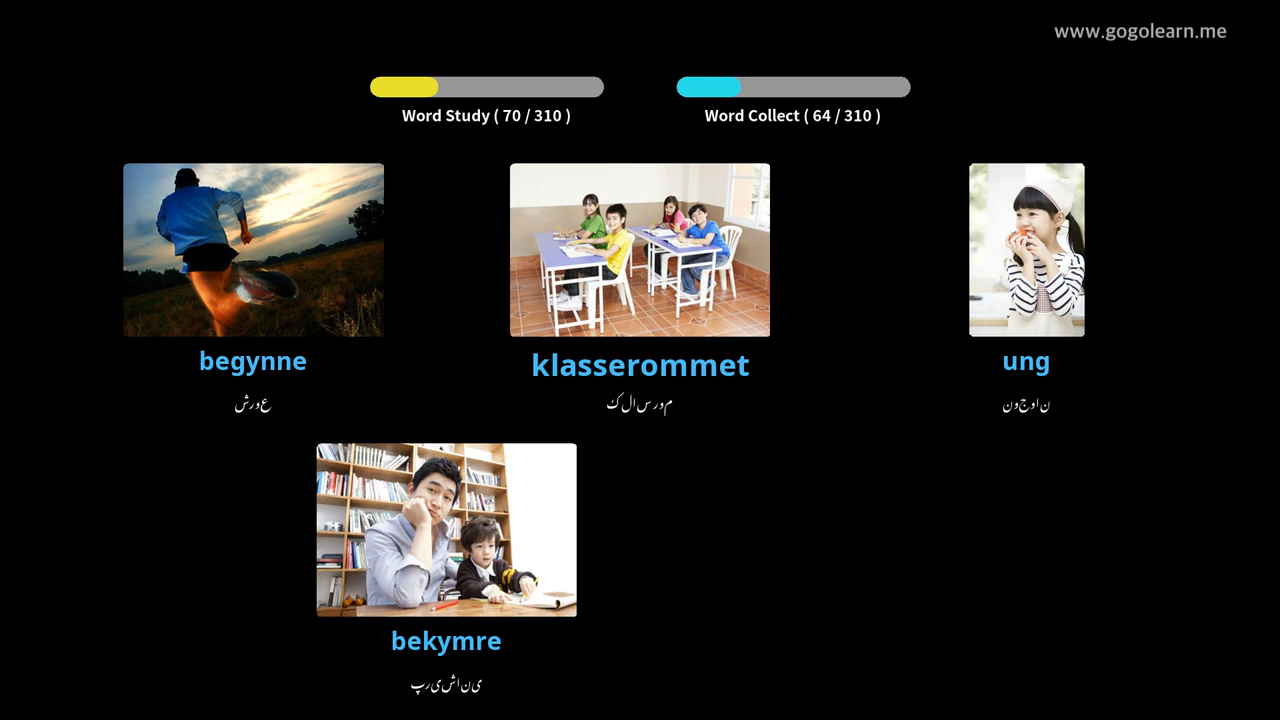 www.gogolearn.me
Word Study ( 70 / 310 )
Word Collect ( 64 / 310 )
begynne
شروع
klasserommet
کلاس روم
ung
نوجوان
bekymre
پریشانی